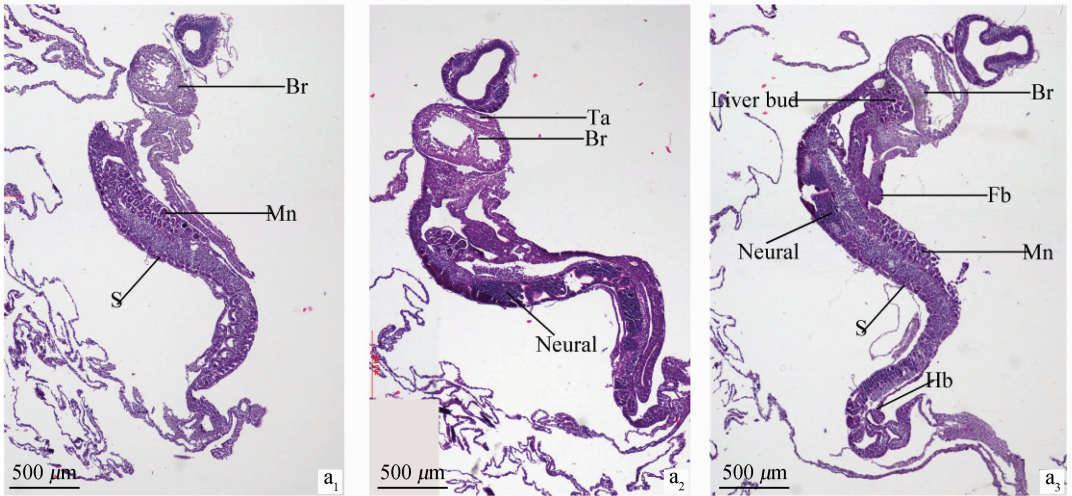 Br
Mn
S
500 μm
a1
Ta
Br
Neural
500 μm
a2
Liver bud
Br
Fb
Neural
Mn
S
Hb
500 μm
a3